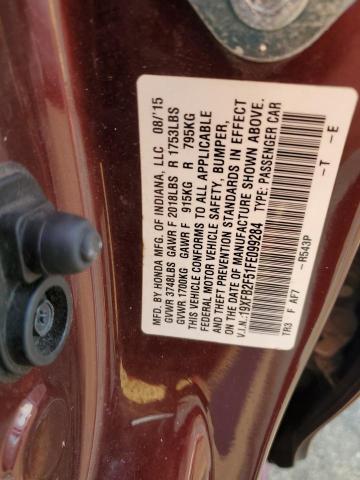 MFD. BY HONDA MFG. OF INDIANA, LLC 08/'15
GVWR 3748LBS GAWR F 2018LBS R 1753LBS
GVWR 1700KG GAWR F 915KG R 795KG
THIS VEHICLE CONFORMS TO ALL APPLICABLE
FEDERAL MOTOR VEHICLE SAFETY, BUMPER,
AND THEFT PREVENTION STANDARDS IN EFFECT
ON THE DATE OF MANUFACTURE SHOWN ABOVE.
V.I.N.:19XFB2F51FE099284 TYPE: PASSENGER CAR
TR3 F AF7 -R543P -T -E